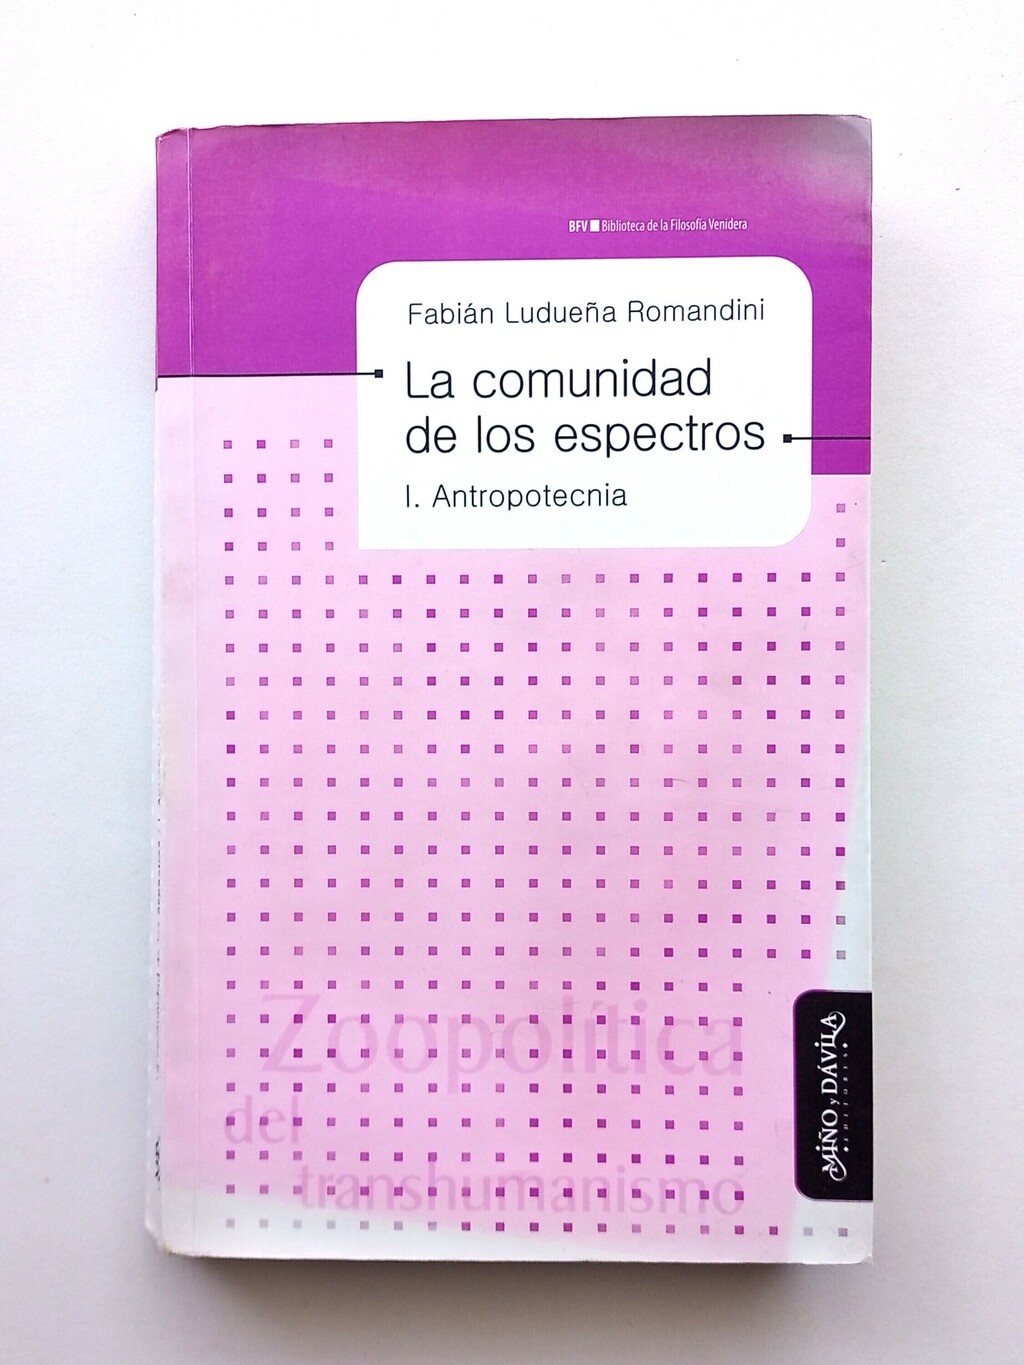 BFV Biblioteca de la Filosofía Venidera
Fabián Ludueña Romandini
La comunidad
de los espectros
I. Antropotecnia
Zoopolítica
del
transhumanismo
MIÑO y DÁVILA
EDITORES